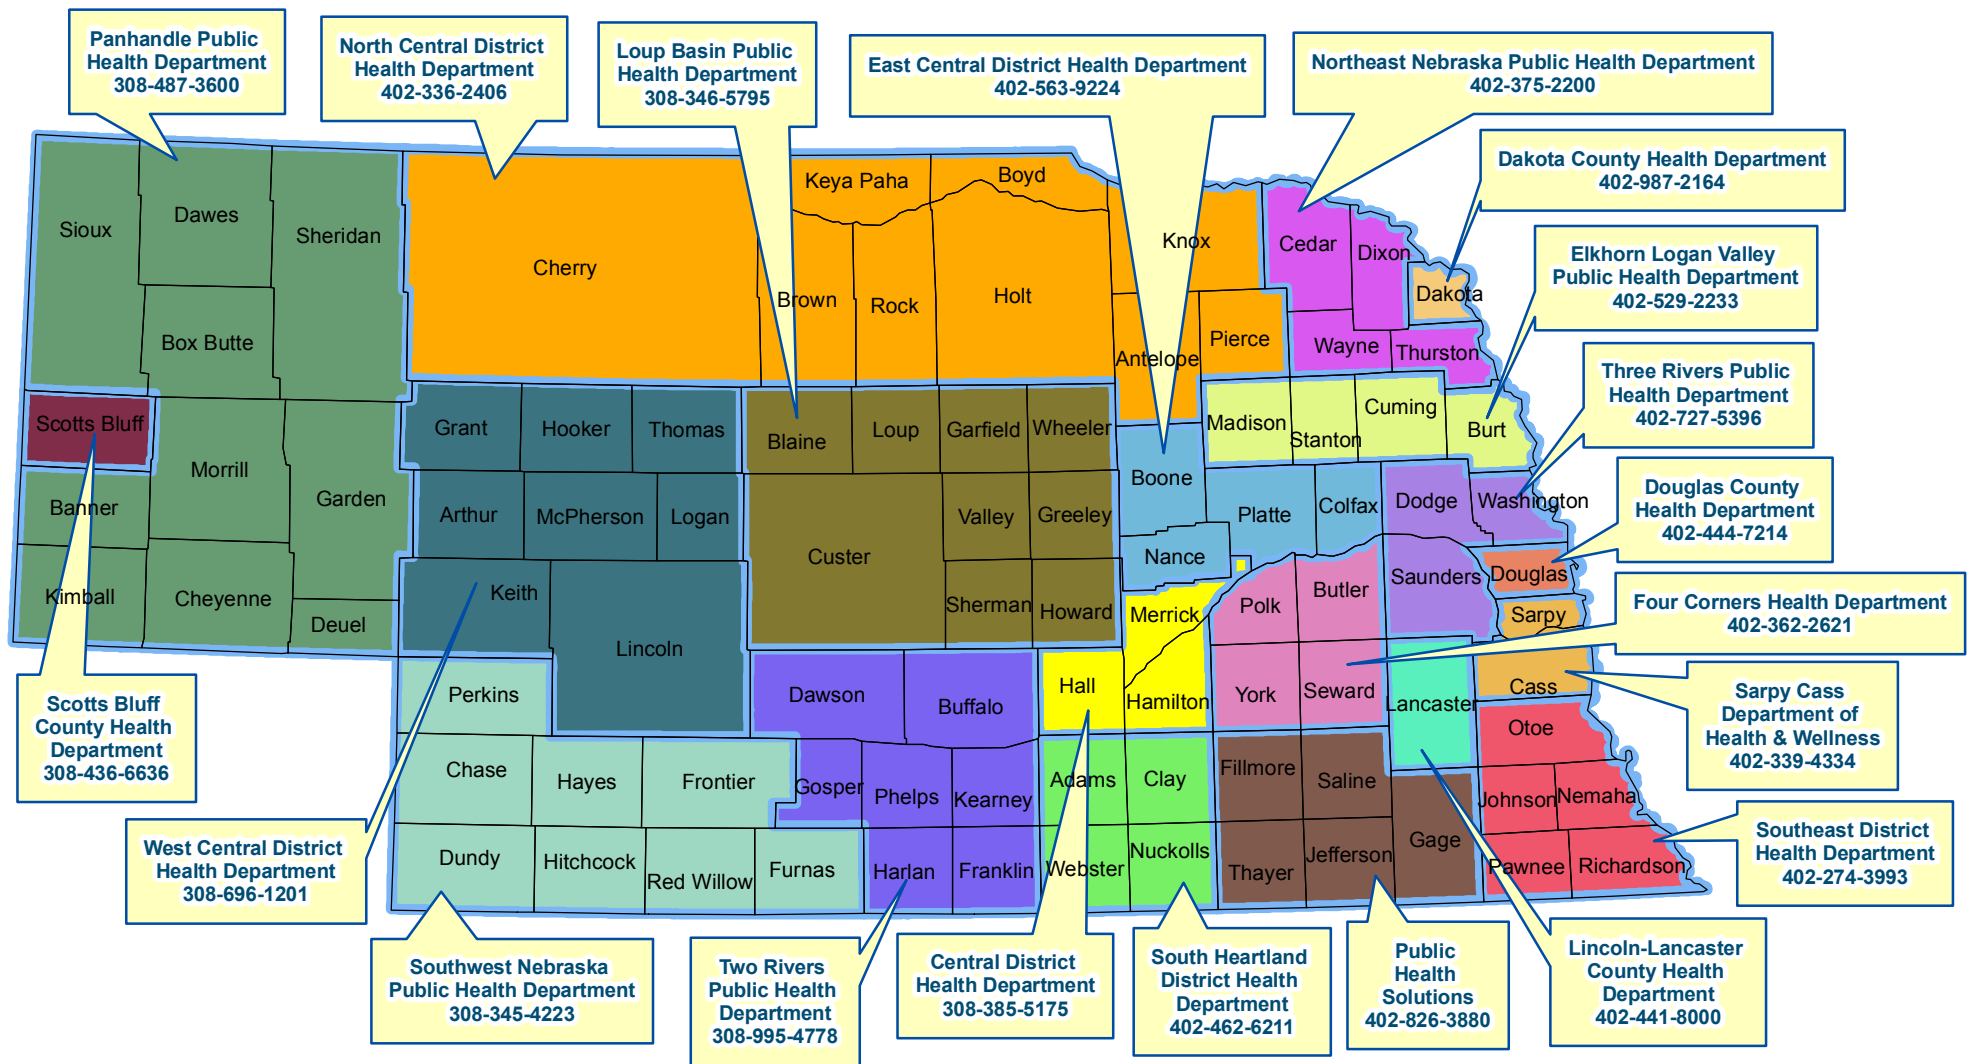 Panhandle Public
Health Department
308-487-3600
North Central District
Health Department
402-336-2406
Loup Basin Public
Health Department
308-346-5795
East Central District Health Department
402-563-9224
Northeast Nebraska Public Health Department
402-375-2200
Dakota County Health Department
402-987-2164
Elkhorn Logan Valley
Public Health Department
402-529-2233
Three Rivers Public
Health Department
402-727-5396
Douglas County
Health Department
402-444-7214
Four Corners Health Department
402-362-2621
Sarpy Cass
Department of
Health & Wellness
402-339-4334
Southeast District
Health Department
402-274-3993
Lincoln-Lancaster
County Health
Department
402-441-8000
Public
Health
Solutions
402-826-3880
South Heartland
District Health
Department
402-462-6211
Central District
Health Department
308-385-5175
Two Rivers
Public Health
Department
308-995-4778
Southwest Nebraska
Public Health Department
308-345-4223
West Central District
Health Department
308-696-1201
Scotts Bluff
County Health
Department
308-436-6636
Sioux
Dawes
Sheridan
Box Butte
Scotts Bluff
Morrill
Garden
Banner
Kimball
Cheyenne
Deuel
Cherry
Keya Paha
Boyd
Brown
Rock
Holt
Knox
Antelope
Pierce
Cedar
Dixon
Dakota
Wayne
Thurston
Grant
Hooker
Thomas
Arthur
McPherson
Logan
Keith
Lincoln
Blaine
Loup
Garfield
Wheeler
Custer
Valley
Greeley
Sherman
Howard
Boone
Platte
Colfax
Nance
Madison
Stanton
Cuming
Burt
Dodge
Washington
Saunders
Douglas
Sarpy
Cass
Merrick
Hall
Hamilton
Polk
Butler
York
Seward
Lancaster
Otoe
Johnson
Nemaha
Pawnee
Richardson
Perkins
Chase
Hayes
Frontier
Dundy
Hitchcock
Red Willow
Furnas
Dawson
Buffalo
Gosper
Phelps
Kearney
Harlan
Franklin
Adams
Clay
Webster
Nuckolls
Fillmore
Saline
Thayer
Jefferson
Gage